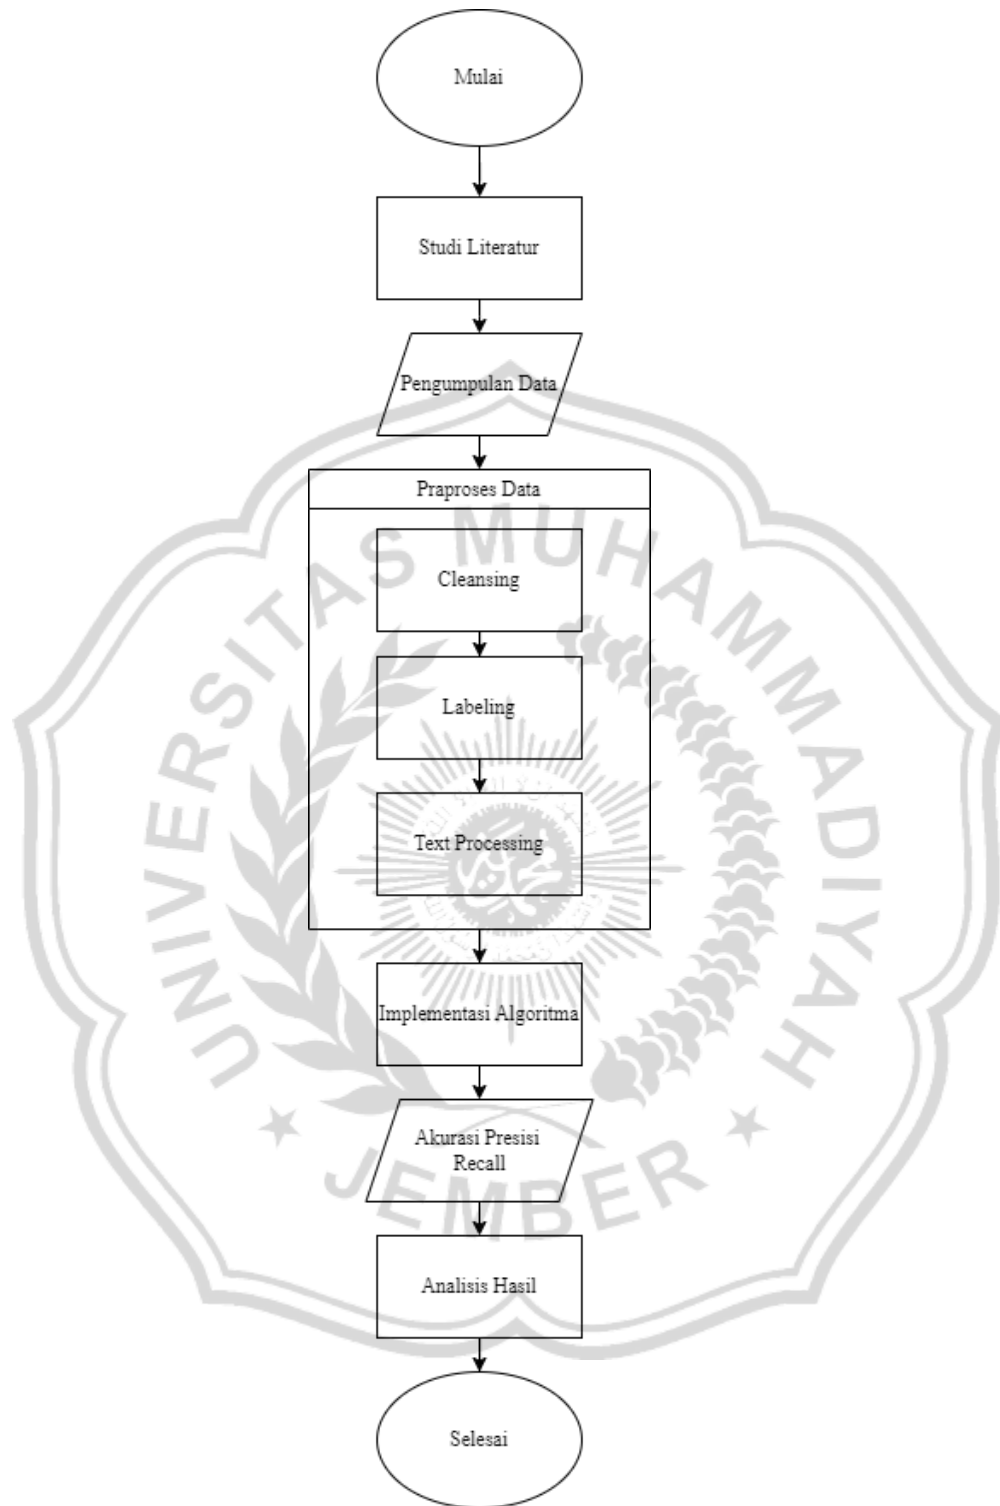 Mulai
Studi Literatur
Pengumpulan Data
Praproses Data
Cleansing
Labeling
Text Processing
Implementasi Algoritma
Akurasi Presisi
Recall
Analisis Hasil
Selesai
UNIVERSITAS MUHAMMADIYAH
JEMBER